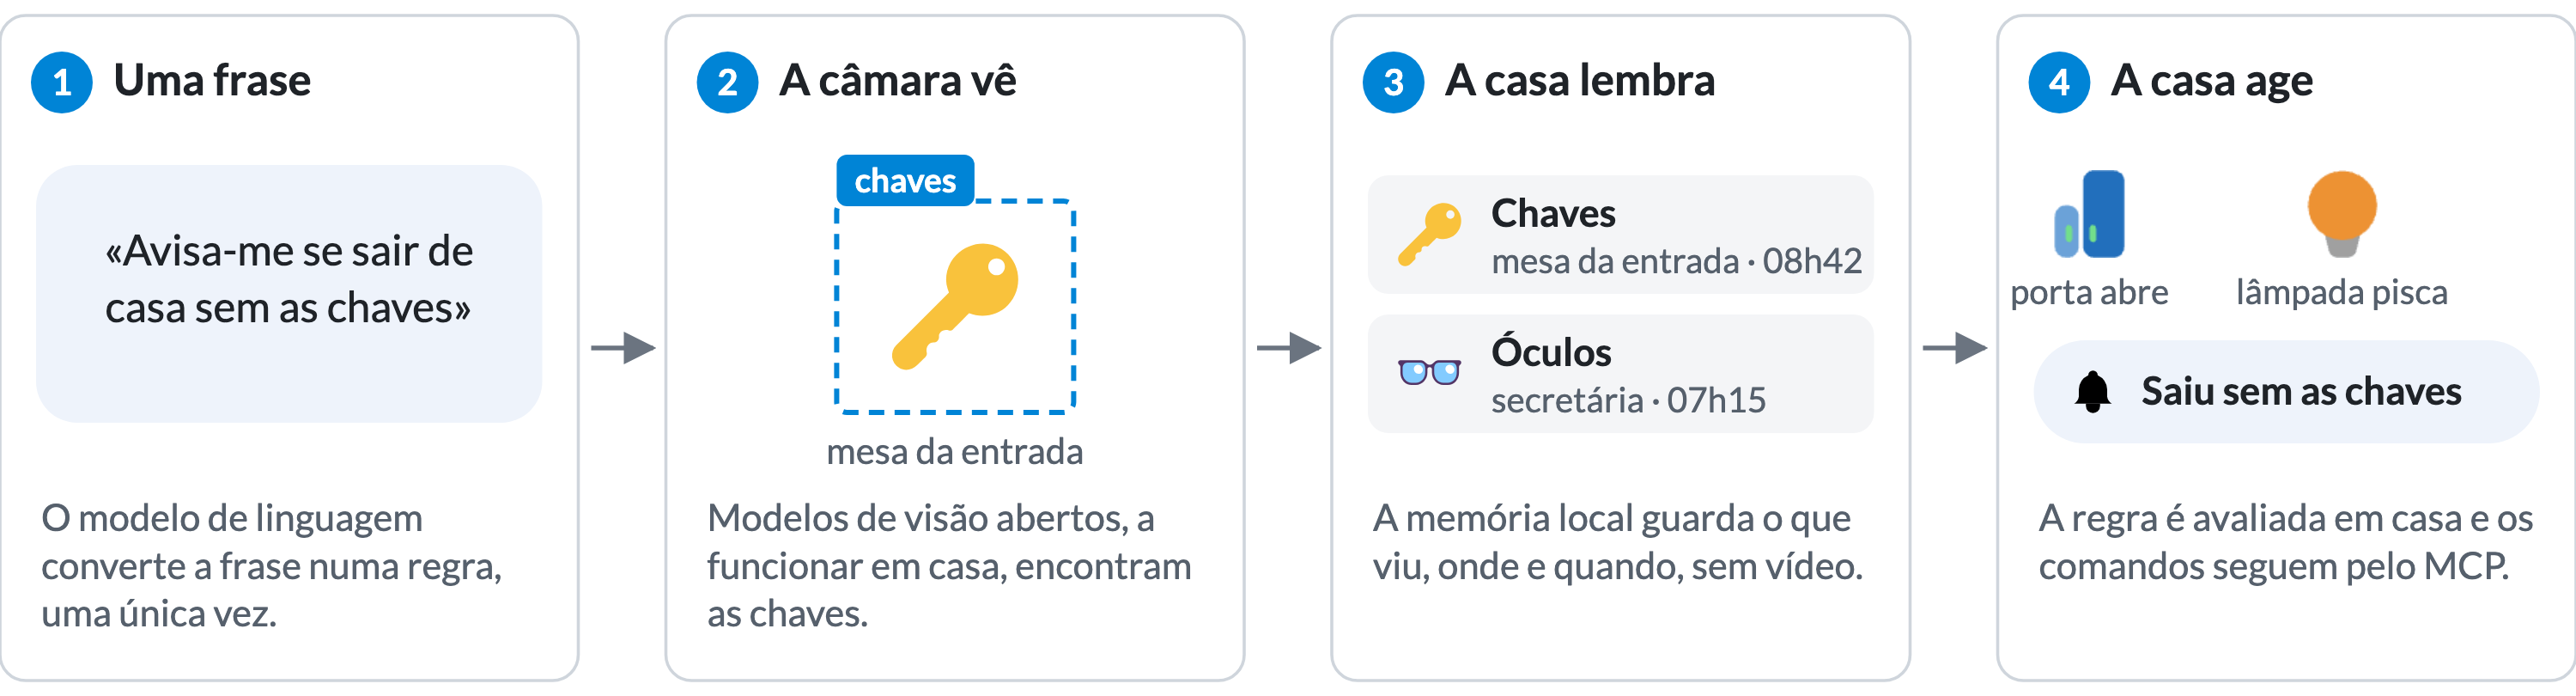 1 Uma frase
«Avisa-me se sair de
casa sem as chaves»
O modelo de linguagem
converte a frase numa regra,
uma única vez.
2 A câmara vê
chaves
mesa da entrada
Modelos de visão abertos, a
funcionar em casa, encontram
as chaves.
3 A casa lembra
Chaves
mesa da entrada · 08h42
Óculos
secretária · 07h15
A memória local guarda o que
viu, onde e quando, sem vídeo.
4 A casa age
porta abre
lâmpada pisca
Saiu sem as chaves
A regra é avaliada em casa e os
comandos seguem pelo MCP.